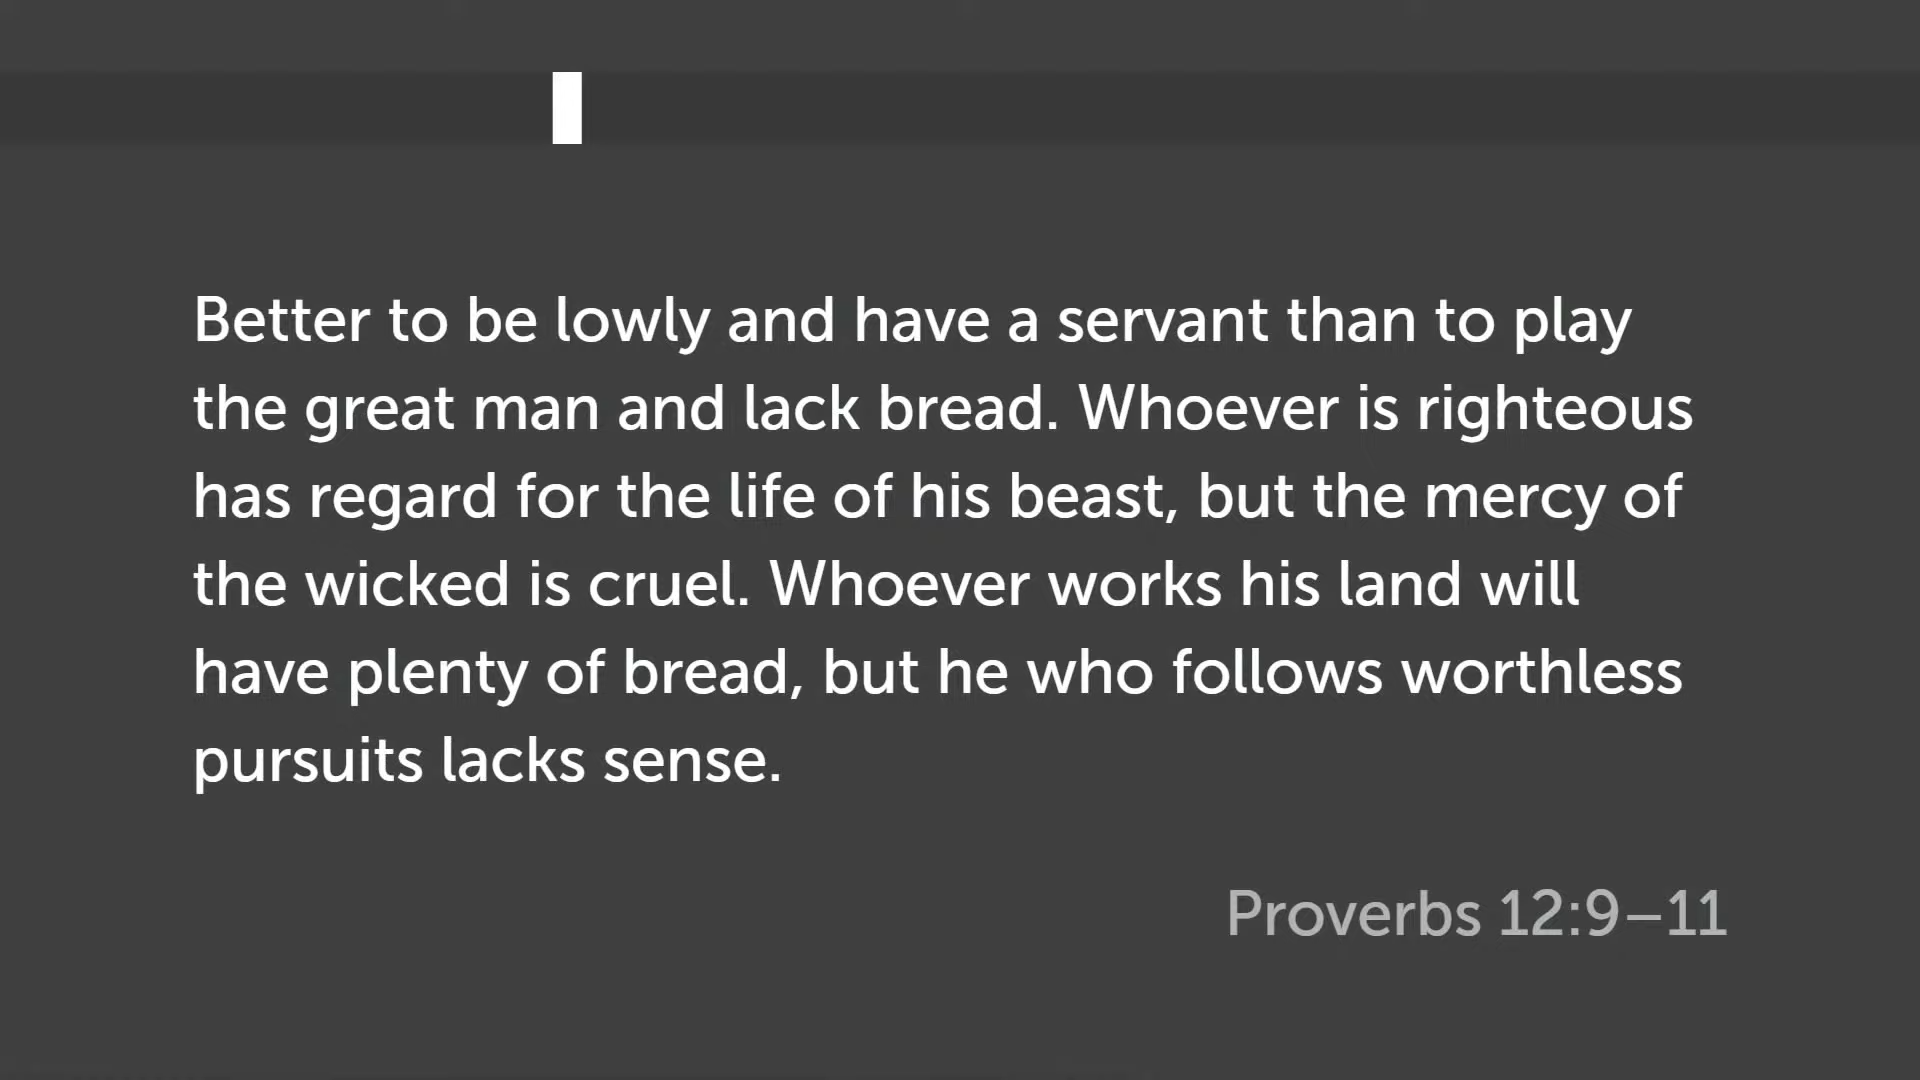 Better to be lowly and have a servant than to play
the great man and lack bread. Whoever is righteous
has regard for the life of his beast, but the mercy of
the wicked is cruel. Whoever works his land will
have plenty of bread, but he who follows worthless
pursuits lacks sense.
Proverbs 12:9–11